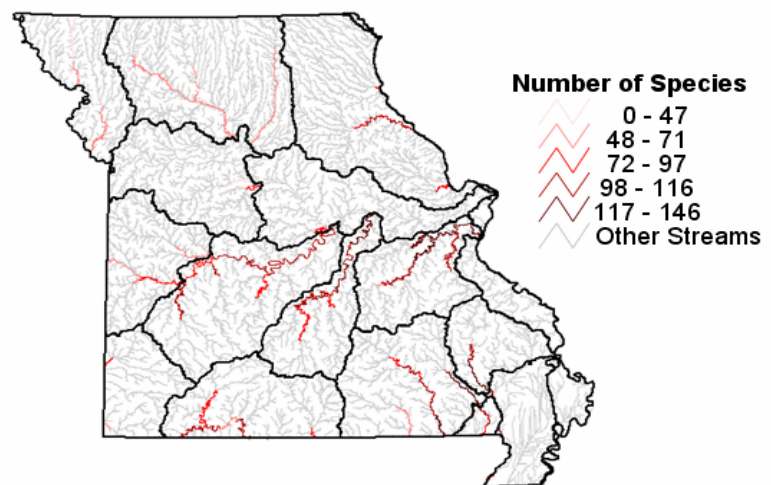 Number of Species
0 - 47
48 - 71
72 - 97
98 - 116
117 - 146
Other Streams